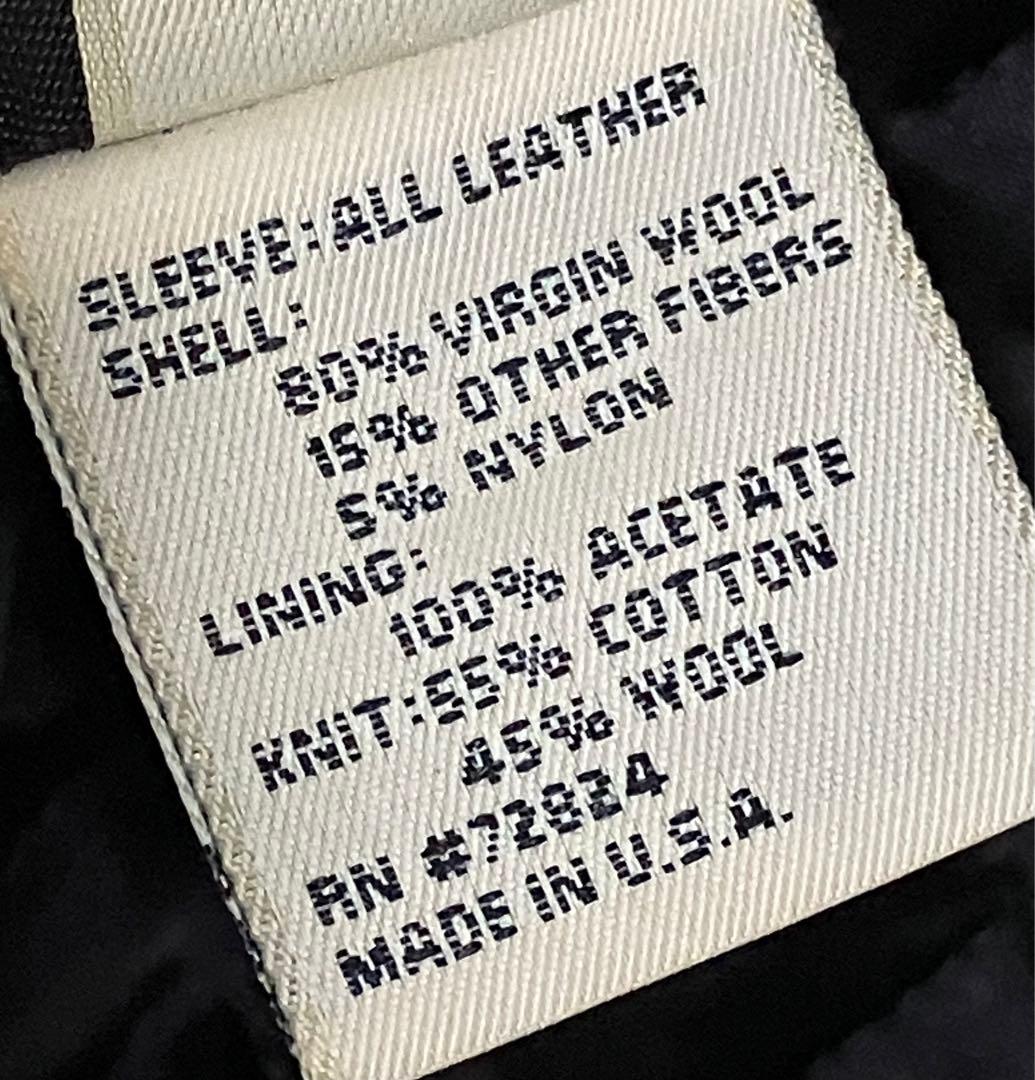 SLEEVE:ALL LEATHER
SHELL:
80% VIRGIN WOOL
15% OTHER FIBERS
5% NYLON
LINING:
100% ACETATE
KNIT:55% COTTON
45% WOOL
RN #72834
MADE IN U.S.A.